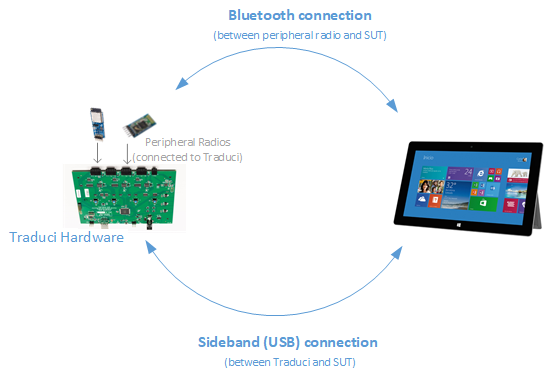 Bluetooth connection
(between peripheral radio and SUT)
Peripheral Radios
(connected to Traduci)
Traduci Hardware
Sideband (USB) connection
(between Traduci and SUT)